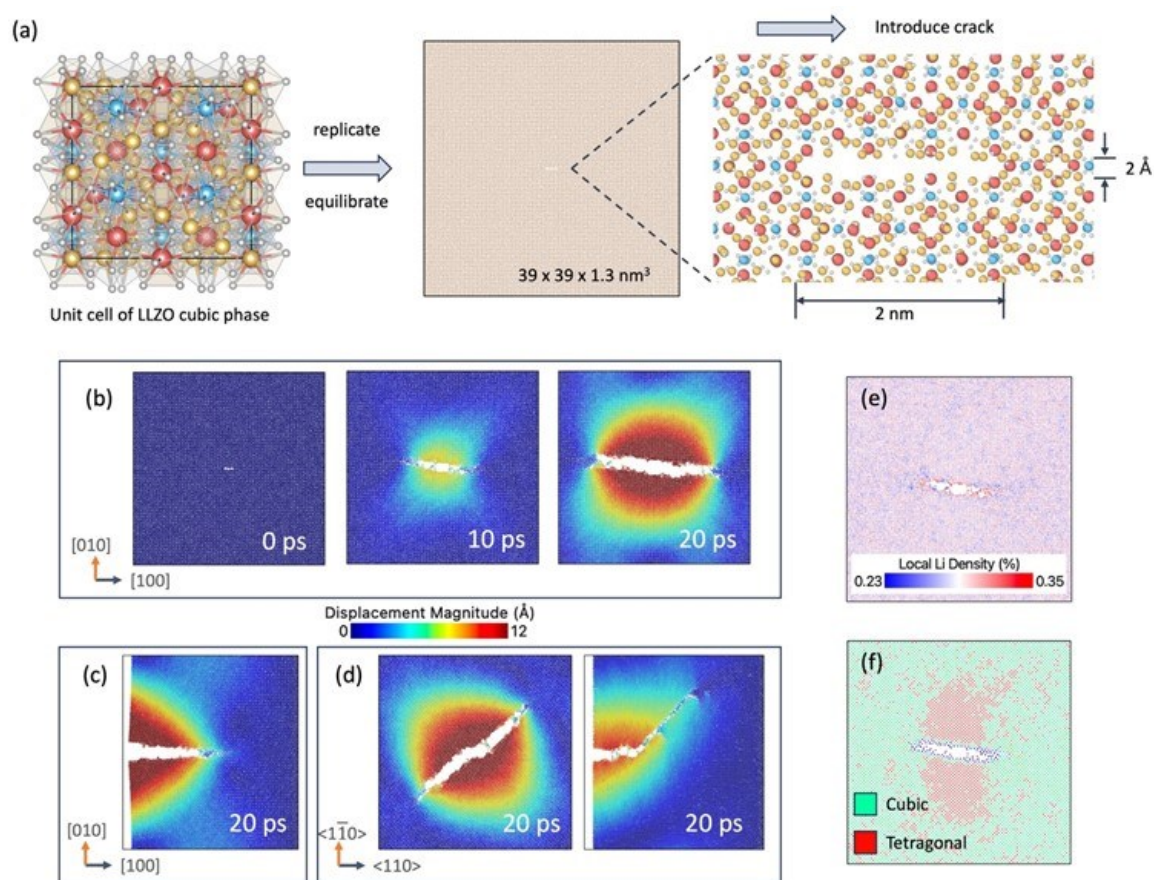 (a)
Introduce crack
replicate
equilibrate
2 Å
39 x 39 x 1.3 nm³
Unit cell of LLZO cubic phase
2 nm
(b)
0 ps
10 ps
20 ps
[010]
[100]
Displacement Magnitude (Å)
0
12
(e)
Local Li Density (%)
0.23
0.35
(c)
20 ps
[010]
[100]
(d)
20 ps
20 ps
<11̄0>
<110>
(f)
Cubic
Tetragonal